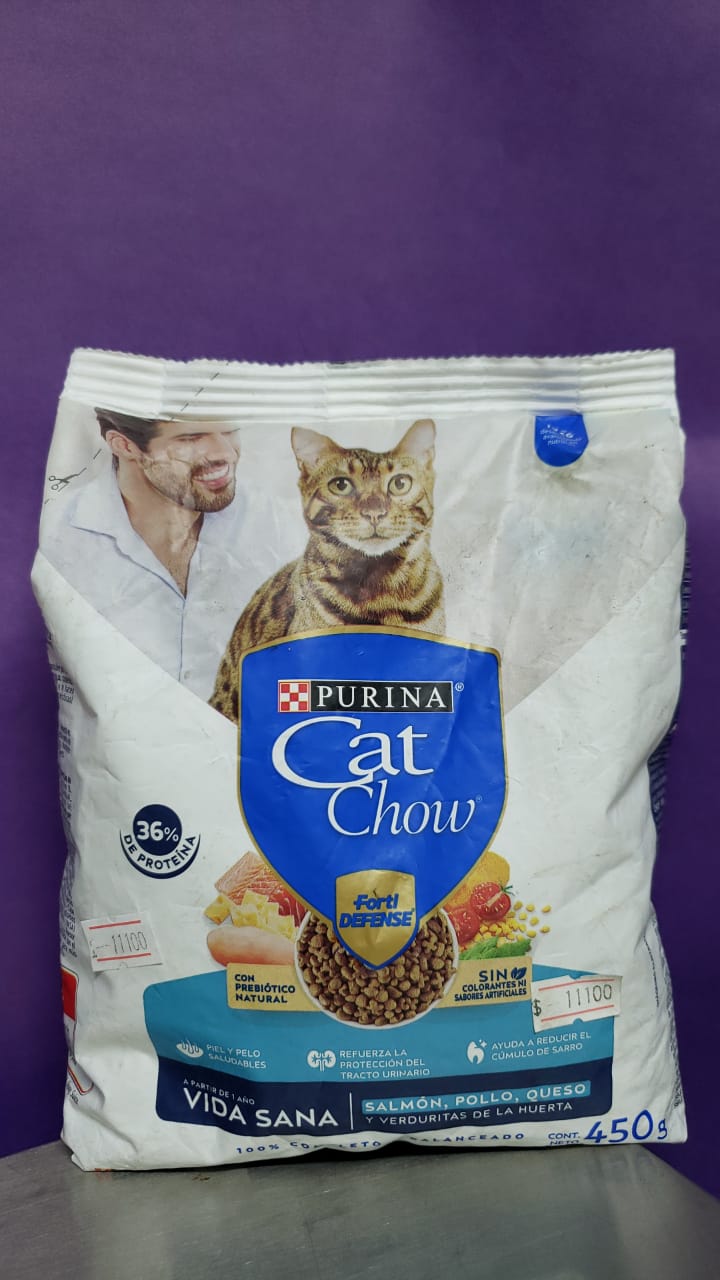 PURINA®
Cat
Chow®
36%
DE PROTEÍNA
Forti
DEFENSE
11100
CON
PREBIÓTICO
NATURAL
SIN
COLORANTES NI
SABORES ARTIFICIALES
$ 11100
PIEL Y PELO
SALUDABLES
REFUERZA LA
PROTECCIÓN DEL
TRACTO URINARIO
AYUDA A REDUCIR EL
CÚMULO DE SARRO
A PARTIR DE 1 AÑO
VIDA SANA
SALMÓN, POLLO, QUESO
Y VERDURITAS DE LA HUERTA
100%
CONT.
NETO
450g